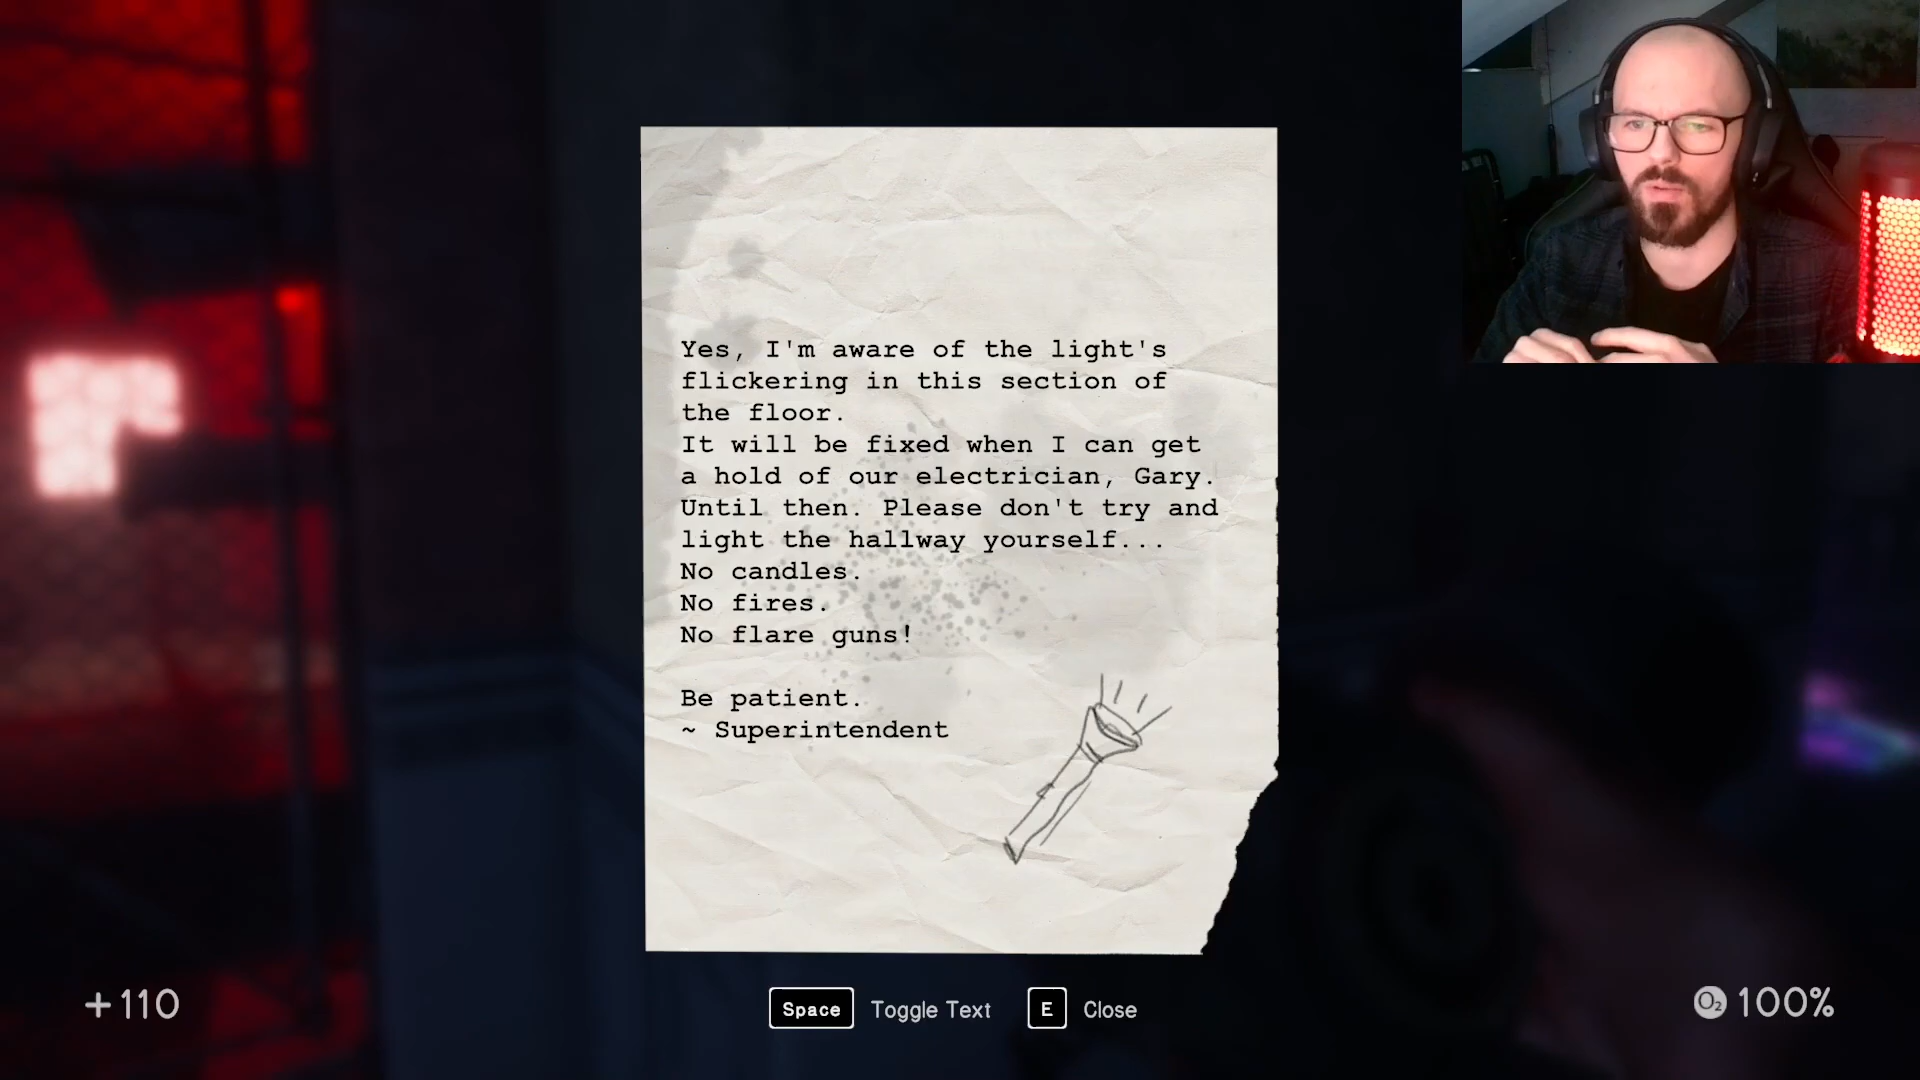 Yes, I'm aware of the light's
flickering in this section of
the floor.
It will be fixed when I can get
a hold of our electrician, Gary.
Until then. Please don't try and
light the hallway yourself...
No candles.
No fires.
No flare guns!
Be patient.
~ Superintendent
+110
Space Toggle Text E Close
O2 100%